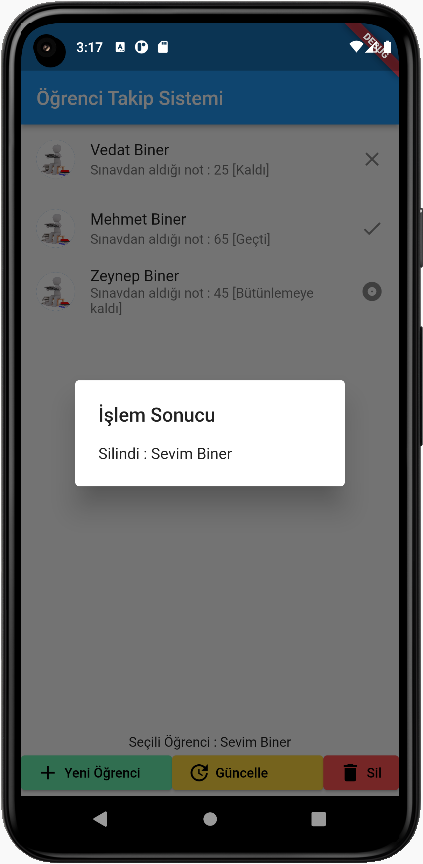 3:17
DEBUG
Öğrenci Takip Sistemi
Vedat Biner
Sınavdan aldığı not : 25 [Kaldı]
Mehmet Biner
Sınavdan aldığı not : 65 [Geçti]
Zeynep Biner
Sınavdan aldığı not : 45 [Bütünlemeye
kaldı]
İşlem Sonucu
Silindi : Sevim Biner
Seçili Öğrenci : Sevim Biner
Yeni Öğrenci
Güncelle
Sil